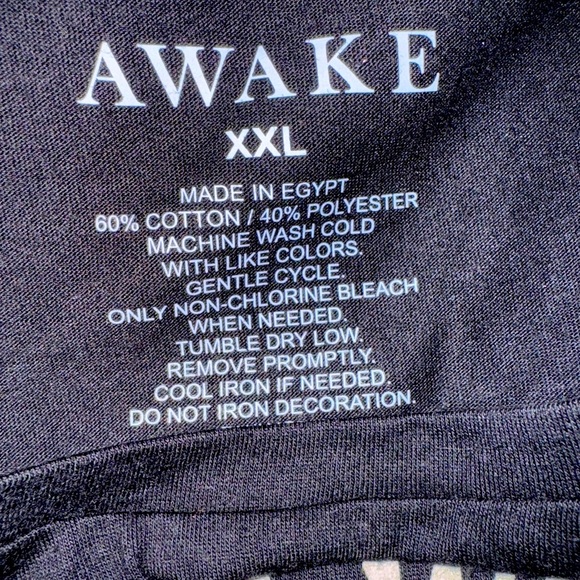 AWAKE
XXL
MADE IN EGYPT
60% COTTON / 40% POLYESTER
MACHINE WASH COLD
WITH LIKE COLORS.
GENTLE CYCLE.
ONLY NON-CHLORINE BLEACH
WHEN NEEDED.
TUMBLE DRY LOW.
REMOVE PROMPTLY.
COOL IRON IF NEEDED.
DO NOT IRON DECORATION.